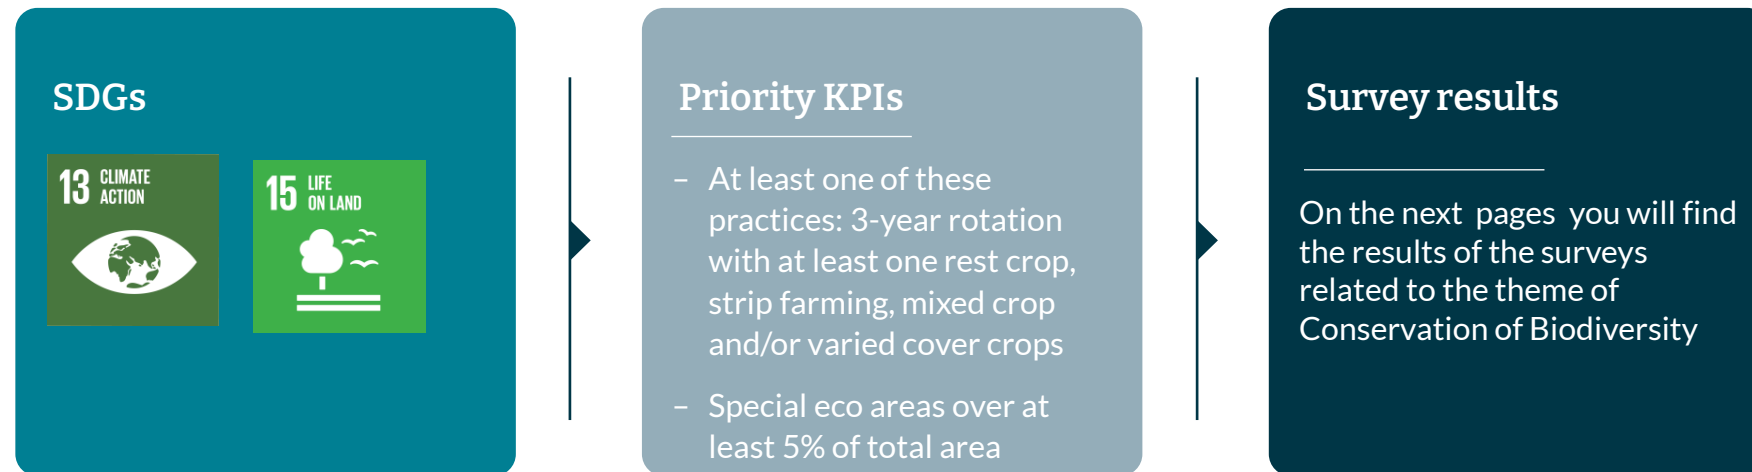 SDGs
13 CLIMATE
ACTION
15 LIFE
ON LAND
Priority KPIs
– At least one of these
practices: 3-year rotation
with at least one rest crop,
strip farming, mixed crop
and/or varied cover crops
– Special eco areas over at
least 5% of total area
Survey results
On the next pages you will find
the results of the surveys
related to the theme of
Conservation of Biodiversity